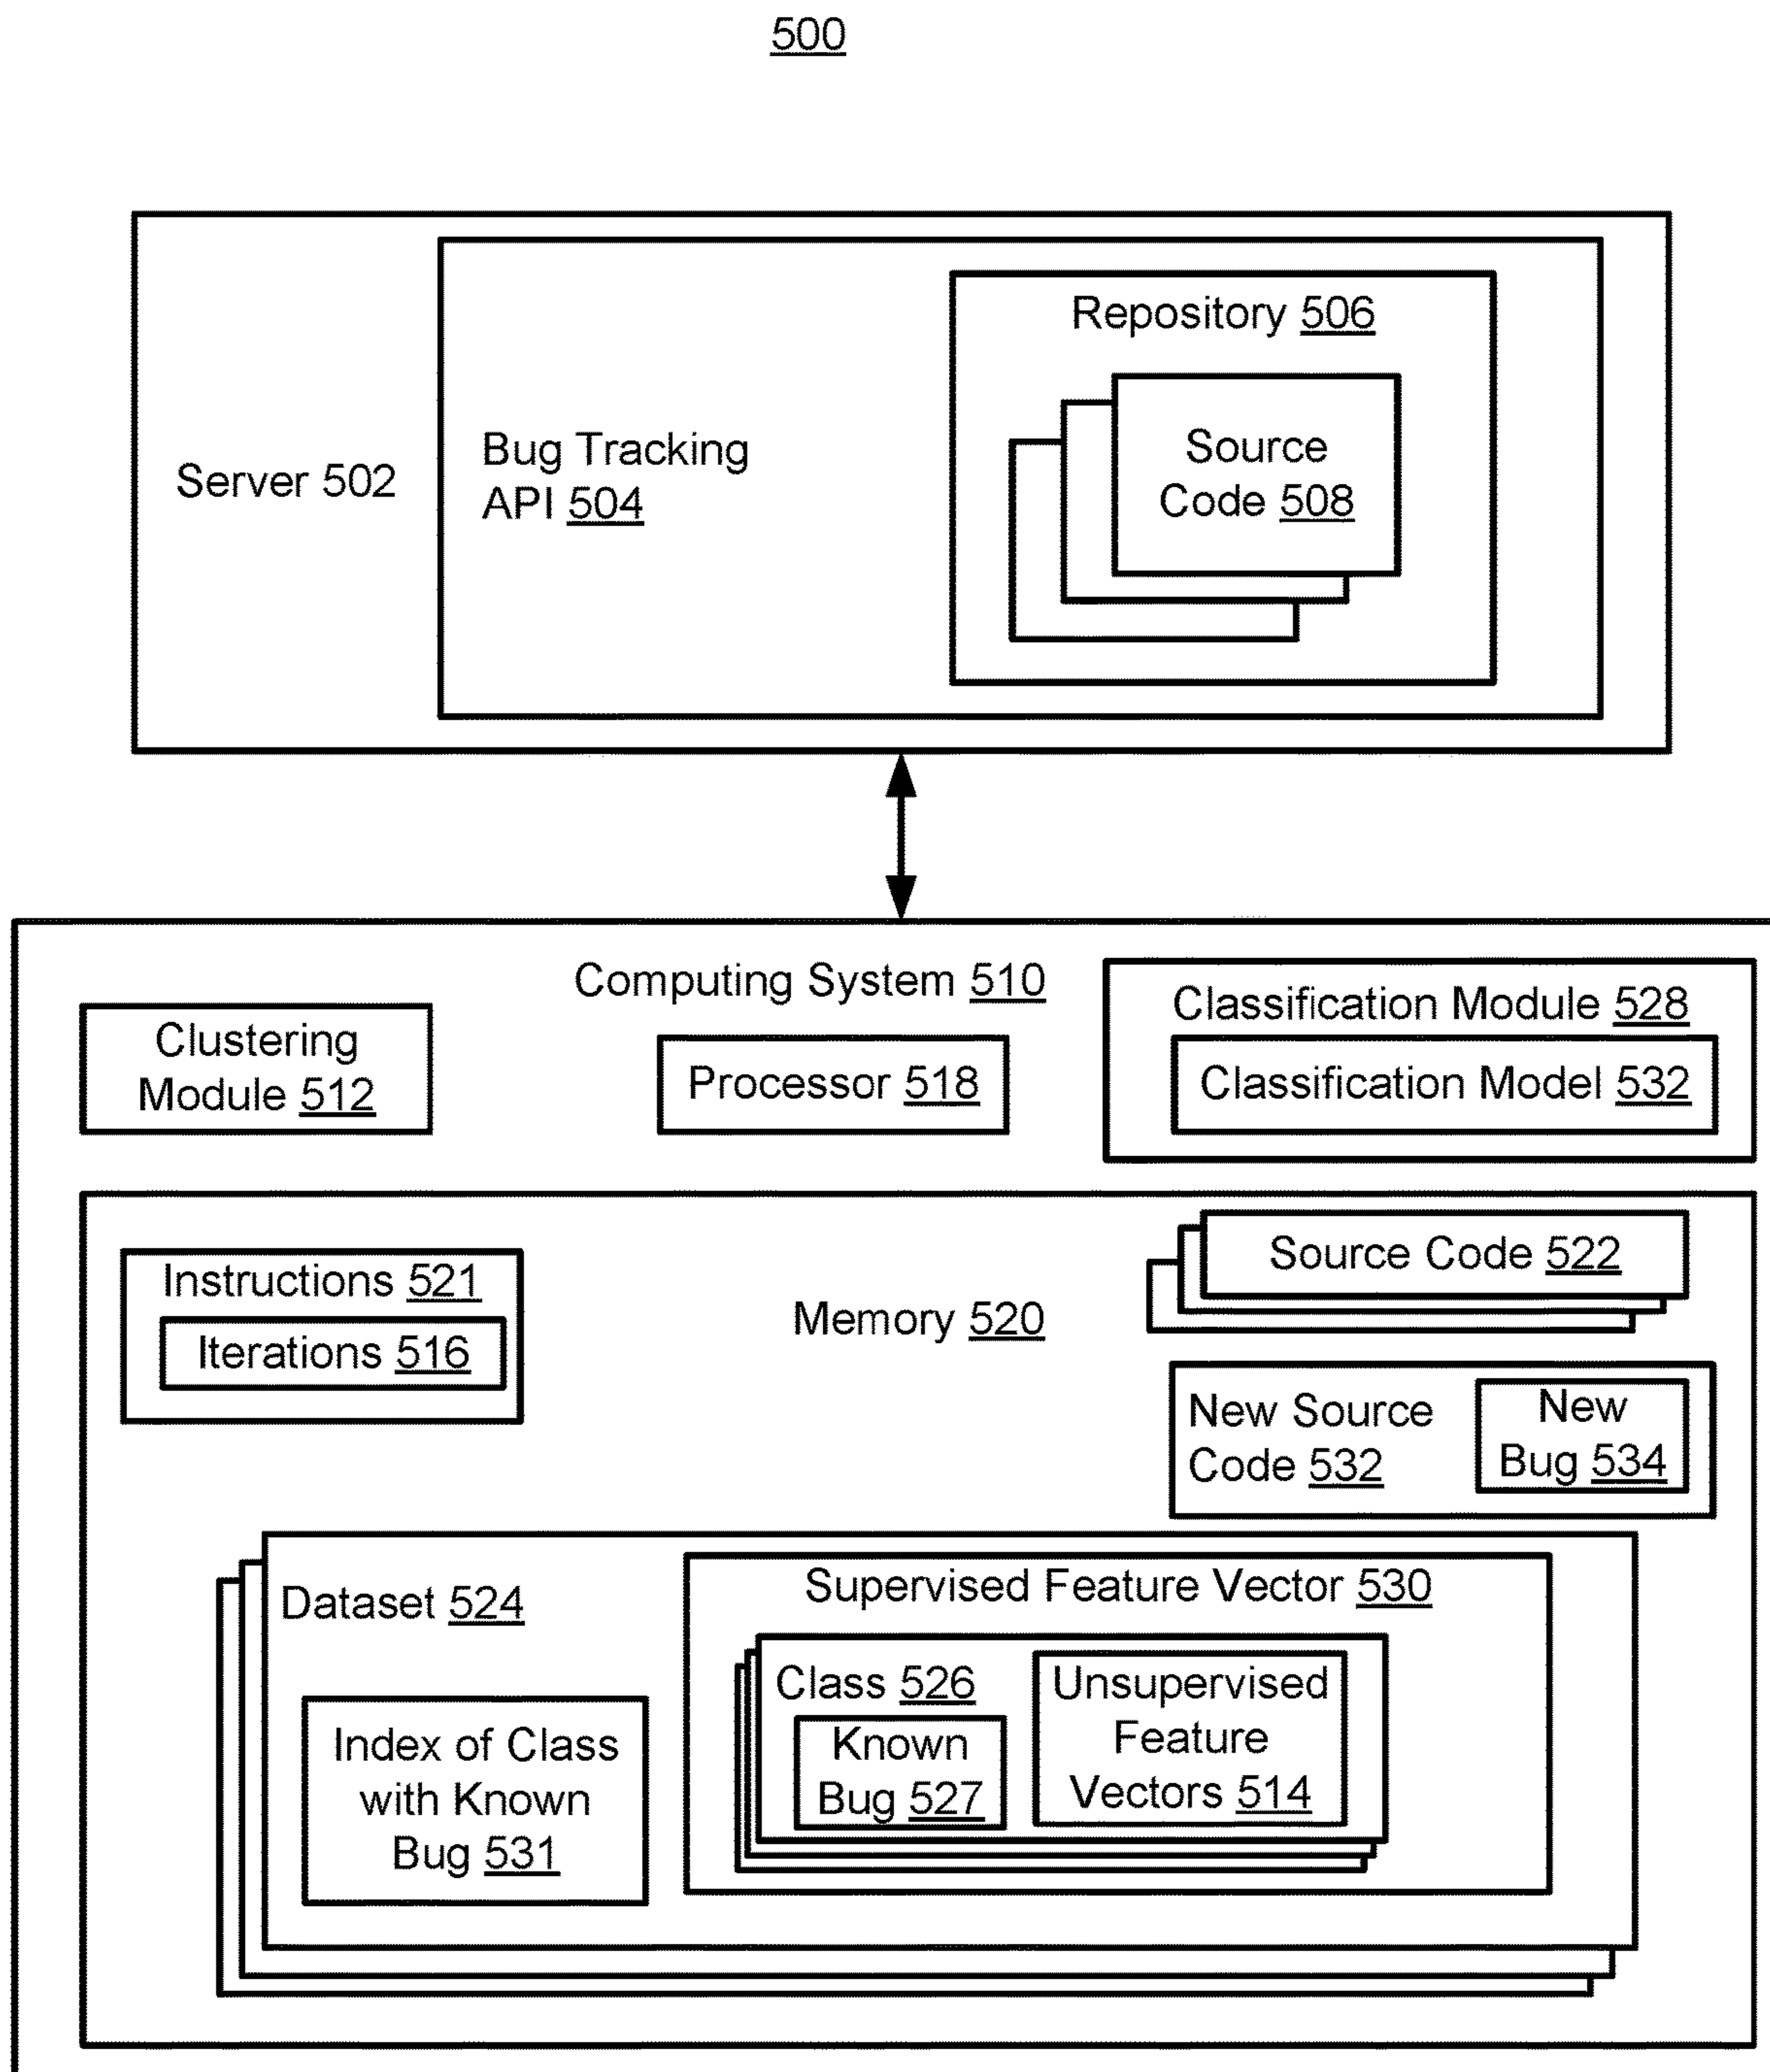 500
Repository 506
Source
Code 508
Bug Tracking
API 504
Server 502
Computing System 510
Clustering
Module 512
Processor 518
Classification Module 528
Classification Model 532
Instructions 521
Iterations 516
Memory 520
Source Code 522
New Source
Code 532
New
Bug 534
Dataset 524
Supervised Feature Vector 530
Index of Class
with Known
Bug 531
Class 526
Known
Bug 527
Unsupervised
Feature
Vectors 514